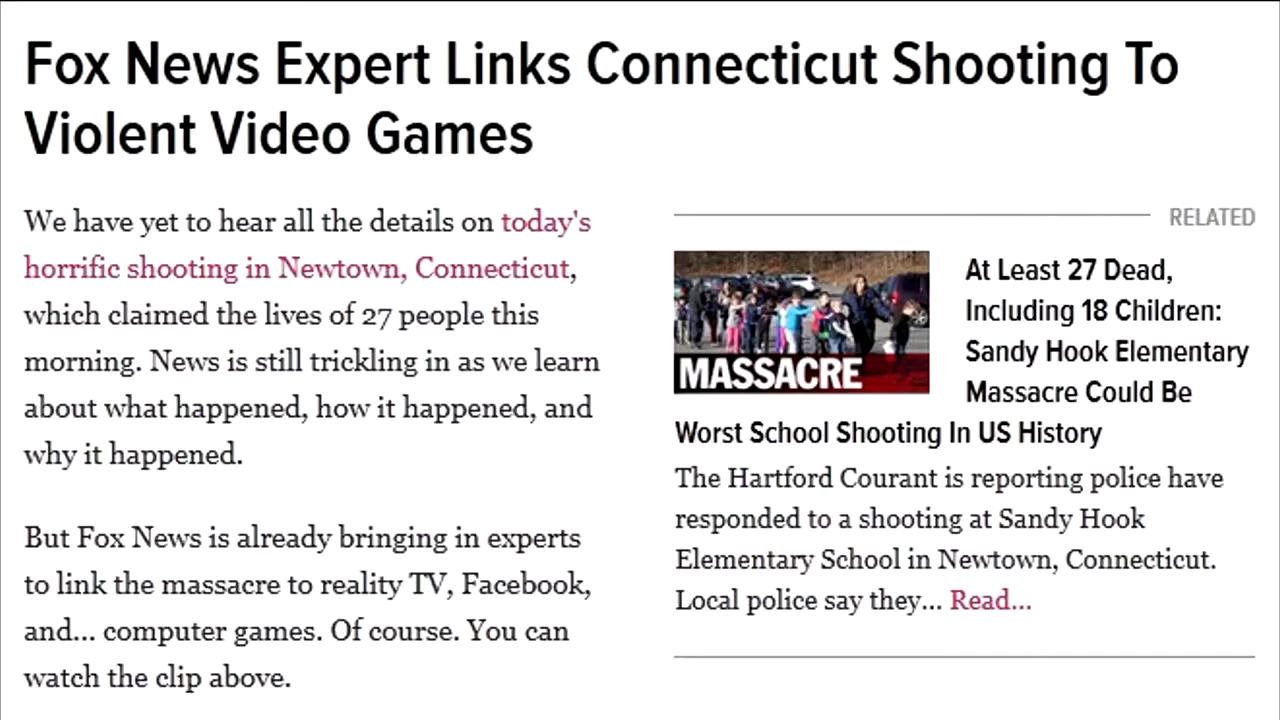 Fox News Expert Links Connecticut Shooting To
Violent Video Games
We have yet to hear all the details on today's
horrific shooting in Newtown, Connecticut,
which claimed the lives of 27 people this
morning. News is still trickling in as we learn
about what happened, how it happened, and
why it happened.
But Fox News is already bringing in experts
to link the massacre to reality TV, Facebook,
and... computer games. Of course. You can
watch the clip above.
RELATED
MASSACRE
At Least 27 Dead,
Including 18 Children:
Sandy Hook Elementary
Massacre Could Be
Worst School Shooting In US History
The Hartford Courant is reporting police have
responded to a shooting at Sandy Hook
Elementary School in Newtown, Connecticut.
Local police say they... Read...